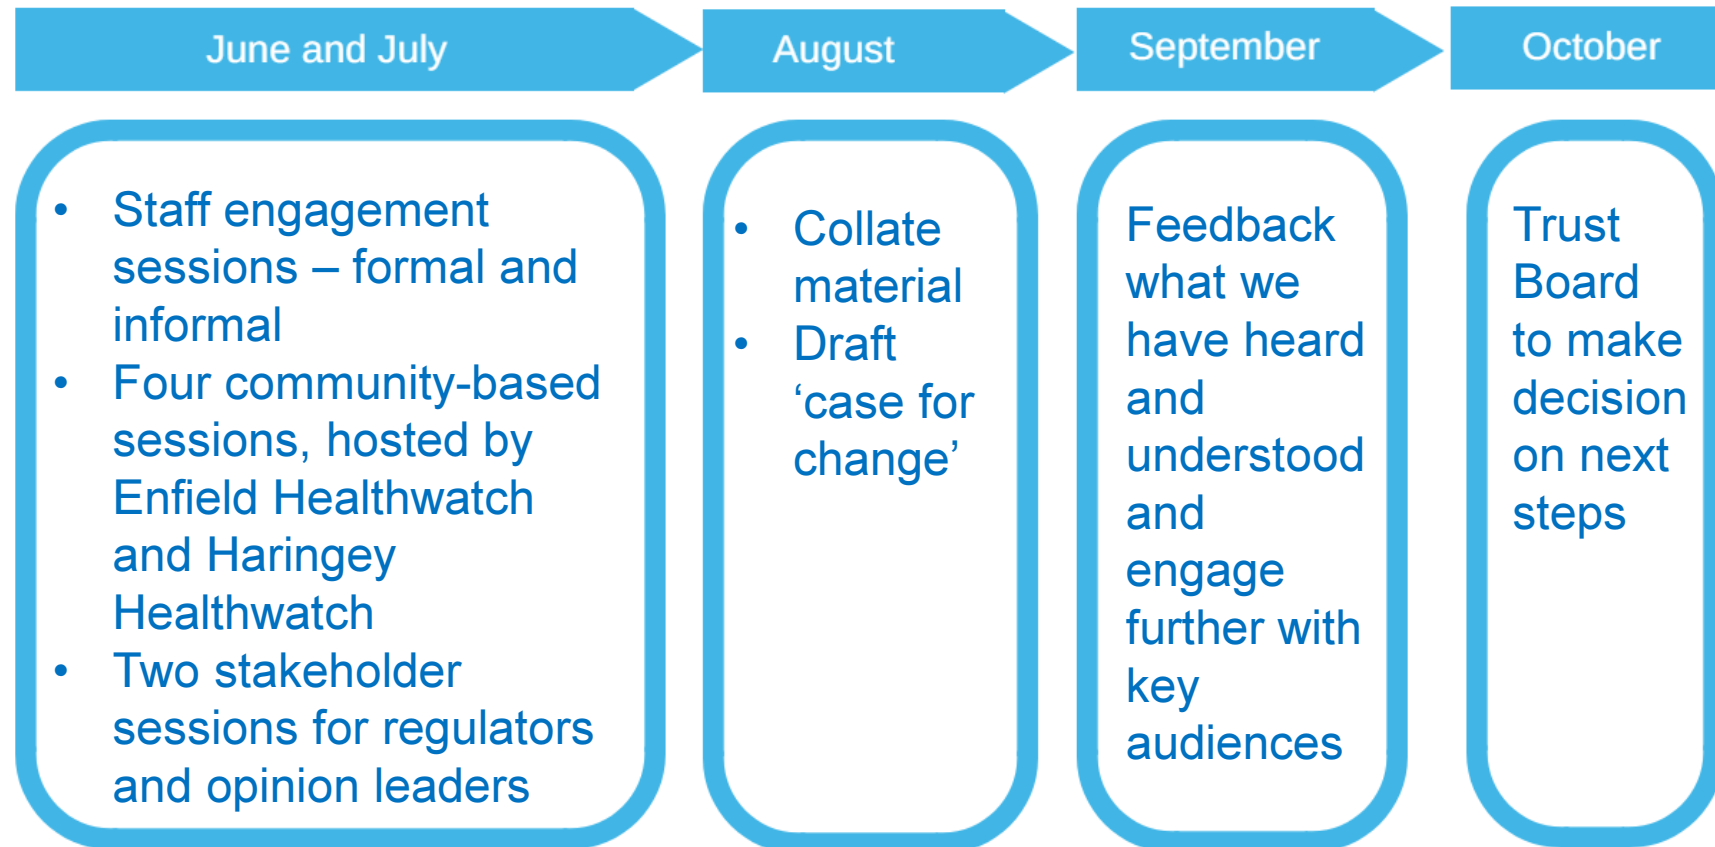 June and July
August
September
October
• Staff engagement
sessions – formal and
informal
• Four community-based
sessions, hosted by
Enfield Healthwatch
and Haringey
Healthwatch
• Two stakeholder
sessions for regulators
and opinion leaders
• Collate
material
• Draft
‘case for
change’
Feedback
what we
have heard
and
understood
and
engage
further with
key
audiences
Trust
Board
to make
decision
on next
steps